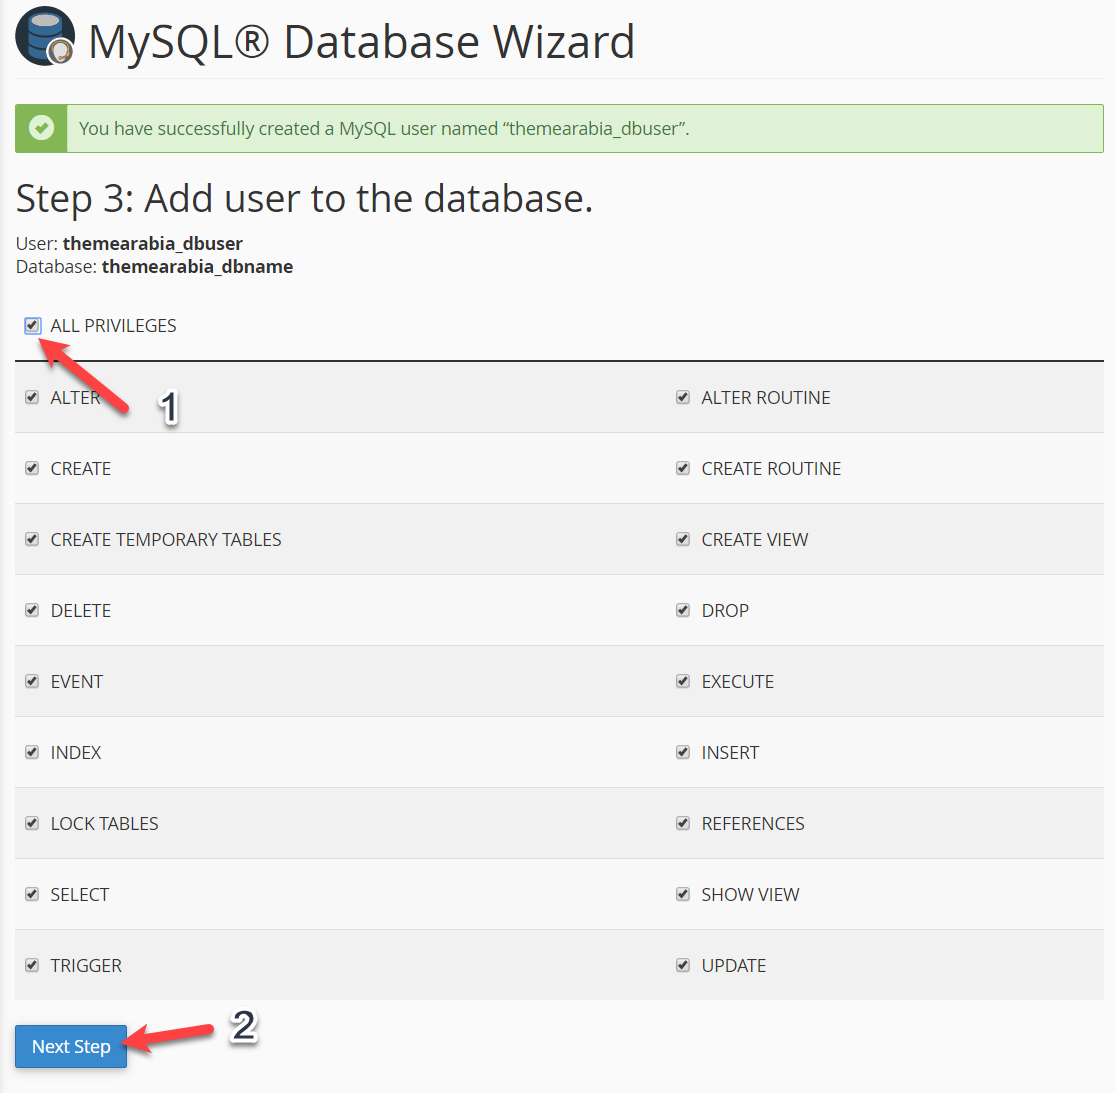 MySQL® Database Wizard
You have successfully created a MySQL user named “themearabia_dbuser”.
Step 3: Add user to the database.
User: themearabia_dbuser
Database: themearabia_dbname
ALL PRIVILEGES
1
ALTER
ALTER ROUTINE
CREATE
CREATE ROUTINE
CREATE TEMPORARY TABLES
CREATE VIEW
DELETE
DROP
EVENT
EXECUTE
INDEX
INSERT
LOCK TABLES
REFERENCES
SELECT
SHOW VIEW
TRIGGER
UPDATE
2
Next Step